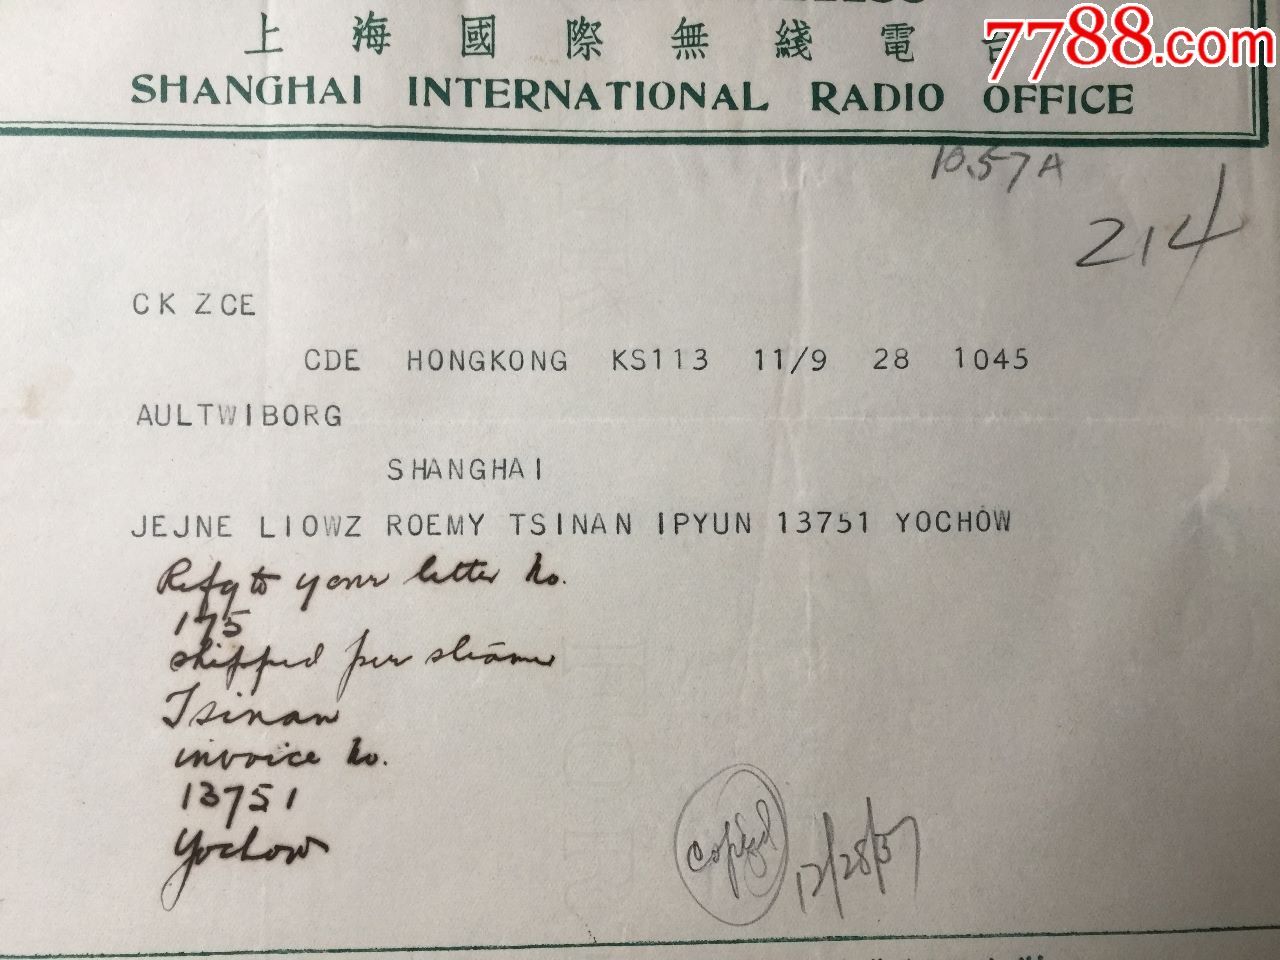 上海國際無綫電台
7788.com
SHANGHAI INTERNATIONAL RADIO OFFICE
10.57A
214
CK ZCE
CDE HONGKONG KS113 11/9 28 1045
AULTWIBORG
SHANGHAI
JEJNE LIOWZ ROEMY TSINAN IPYUN 13751 YOCHOW
Refg to your letter No.
175
shipped per steamer
Tsinan
invoice No.
13751
Yochow
Copied
12/28/37